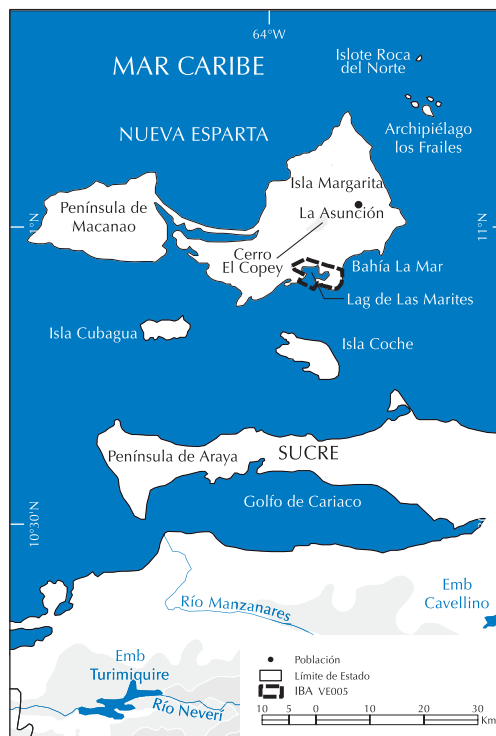 64°W
MAR CARIBE
Islote Roca
del Norte
NUEVA ESPARTA
Archipiélago
los Frailes
Isla Margarita
Península de
Macanao
La Asunción
1°N
11°N
Cerro
El Copey
Bahía La Mar
Lag de Las Marites
Isla Cubagua
Isla Coche
Península de Araya
SUCRE
Golfo de Cariaco
10°30'N
Emb
Cavellino
Río Manzanares
Emb
Turimiquire
Río Neverí
Población
Límite de Estado
IBA VE005
10 5 0 10 20 30
Km